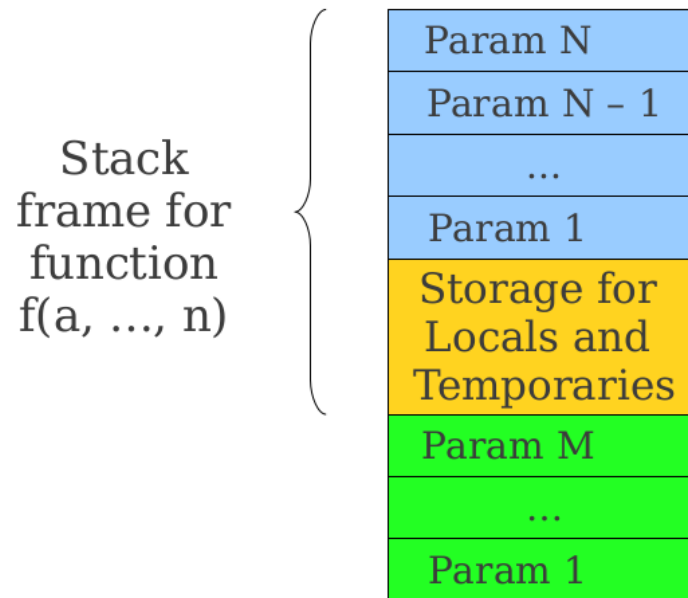 Stack
frame for
function
f(a, ..., n)
Param N
Param N – 1
...
Param 1
Storage for
Locals and
Temporaries
Param M
...
Param 1